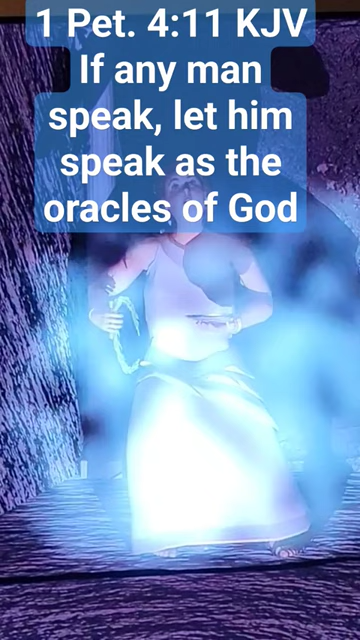 1 Pet. 4:11 KJV
If any man
speak, let him
speak as the
oracles of God